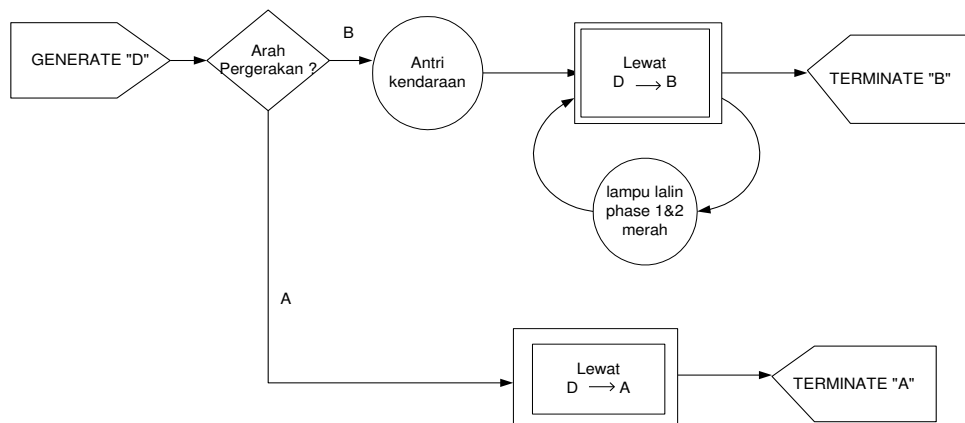 GENERATE "D"
Arah
Pergerakan ?
B
Antri
kendaraan
Lewat
D → B
TERMINATE "B"
lampu lalin
phase 1&2
merah
A
Lewat
D → A
TERMINATE "A"